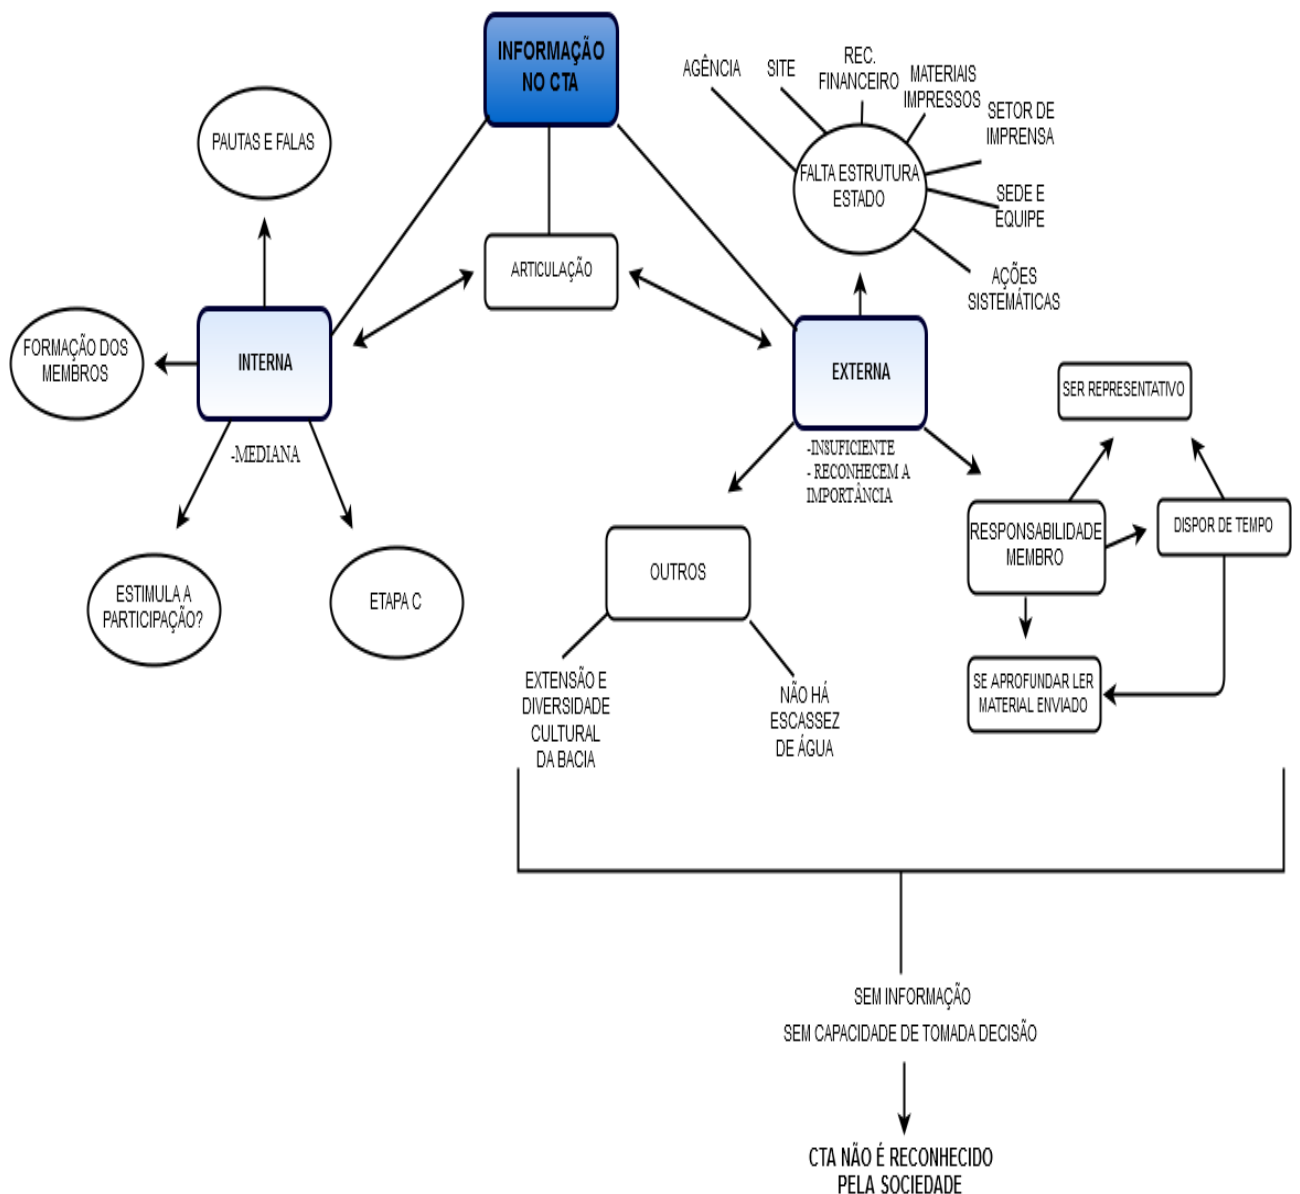 INFORMAÇÃO
NO CTA
AGÊNCIA
SITE
REC.
FINANCEIRO
MATERIAIS
IMPRESSOS
SETOR DE
IMPRENSA
SEDE E
EQUIPE
AÇÕES
SISTEMÁTICAS
FALTA ESTRUTURA
ESTADO
PAUTAS E FALAS
ARTICULAÇÃO
FORMAÇÃO DOS
MEMBROS
INTERNA
-MEDIANA
EXTERNA
-INSUFICIENTE
- RECONHECEM A
IMPORTÂNCIA
SER REPRESENTATIVO
RESPONSABILIDADE
MEMBRO
DISPOR DE TEMPO
ESTIMULA A
PARTICIPAÇÃO?
ETAPA C
OUTROS
SE APROFUNDAR LER
MATERIAL ENVIADO
EXTENSÃO E
DIVERSIDADE
CULTURAL
DA BACIA
NÃO HÁ
ESCASSEZ
DE ÁGUA
SEM INFORMAÇÃO
SEM CAPACIDADE DE TOMADA DECISÃO
CTA NÃO É RECONHECIDO
PELA SOCIEDADE